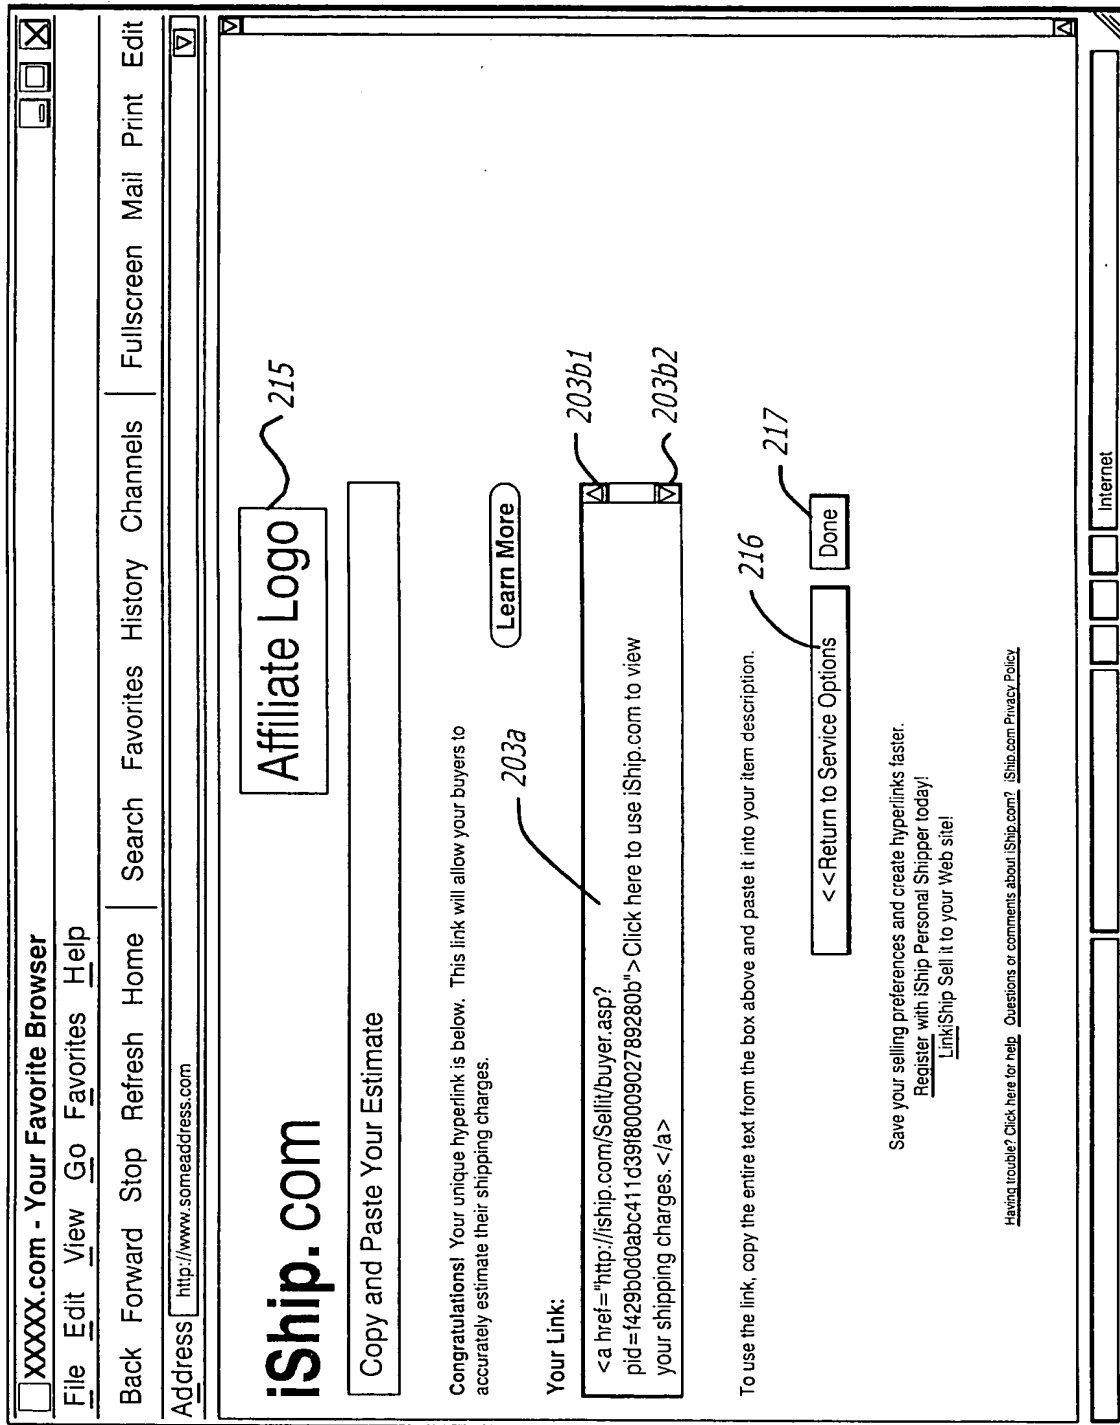 XXXXX.com - Your Favorite Browser
File Edit View Go Favorites Help
Back Forward Stop Refresh Home Search Favorites History Channels Fullscreen Mail Print Edit
Address http://www.someaddress.com
iShip.com
Affiliate Logo
215
Copy and Paste Your Estimate
Congratulations! Your unique hyperlink is below. This link will allow your buyers to
accurately estimate their shipping charges.
Learn More
Your Link:
203a
203b1
<a href="http://iship.com/Sellit/buyer.asp?
pid=f429b0d0abc411d39f8000902789280b">Click here to use iShip.com to view
your shipping charges. </a>
203b2
To use the link, copy the entire text from the box above and paste it into your item description.
216
217
<<Return to Service Options
Done
Save your selling preferences and create hyperlinks faster.
Register with iShip Personal Shipper today!
LinkiShip Sell it to your Web site!
Having trouble? Click here for help Questions or comments about iShip.com? iShip.com Privacy Policy
Internet